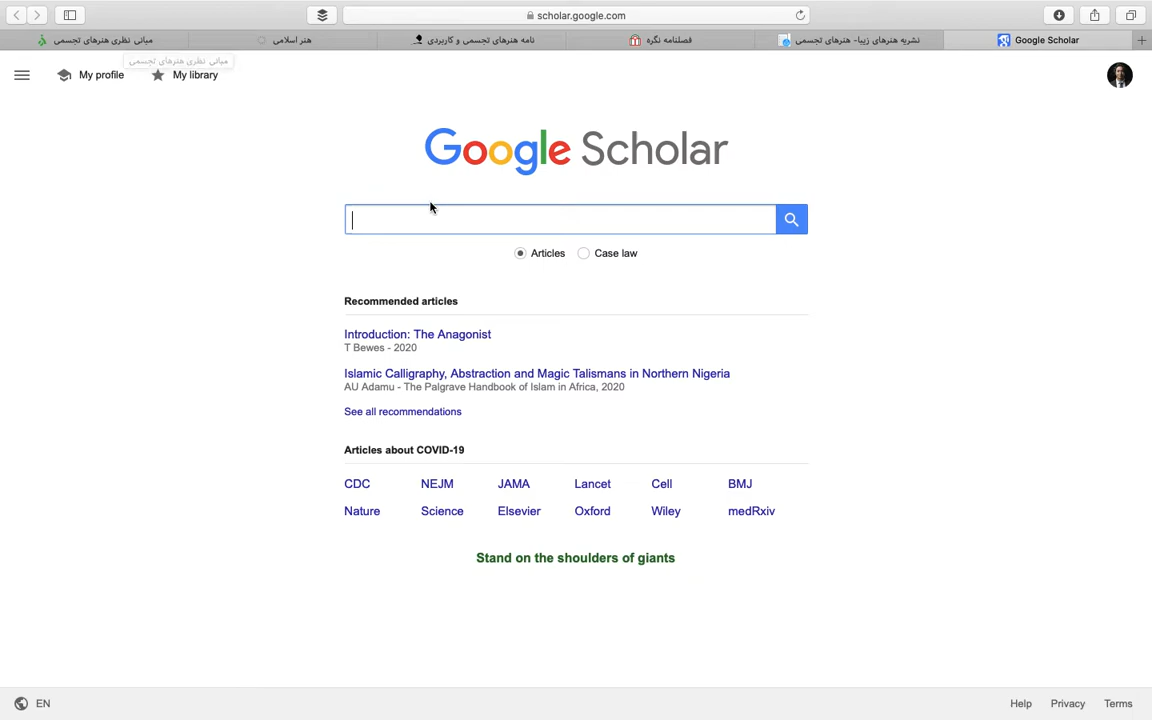 scholar.google.com
مبانی نظری هنرهای تجسمی
هنر اسلامی
نامه هنرهای تجسمی و کاربردی
فصلنامه نگره
نشریه هنرهای زیبا- هنرهای تجسمی
Google Scholar
مبانی نظری هنرهای تجسمی
My profile
My library
Google Scholar
Articles
Case law
Recommended articles
Introduction: The Anagonist
T Bewes - 2020
Islamic Calligraphy, Abstraction and Magic Talismans in Northern Nigeria
AU Adamu - The Palgrave Handbook of Islam in Africa, 2020
See all recommendations
Articles about COVID-19
CDC NEJM JAMA Lancet Cell BMJ
Nature Science Elsevier Oxford Wiley medRxiv
Stand on the shoulders of giants
EN
Help Privacy Terms